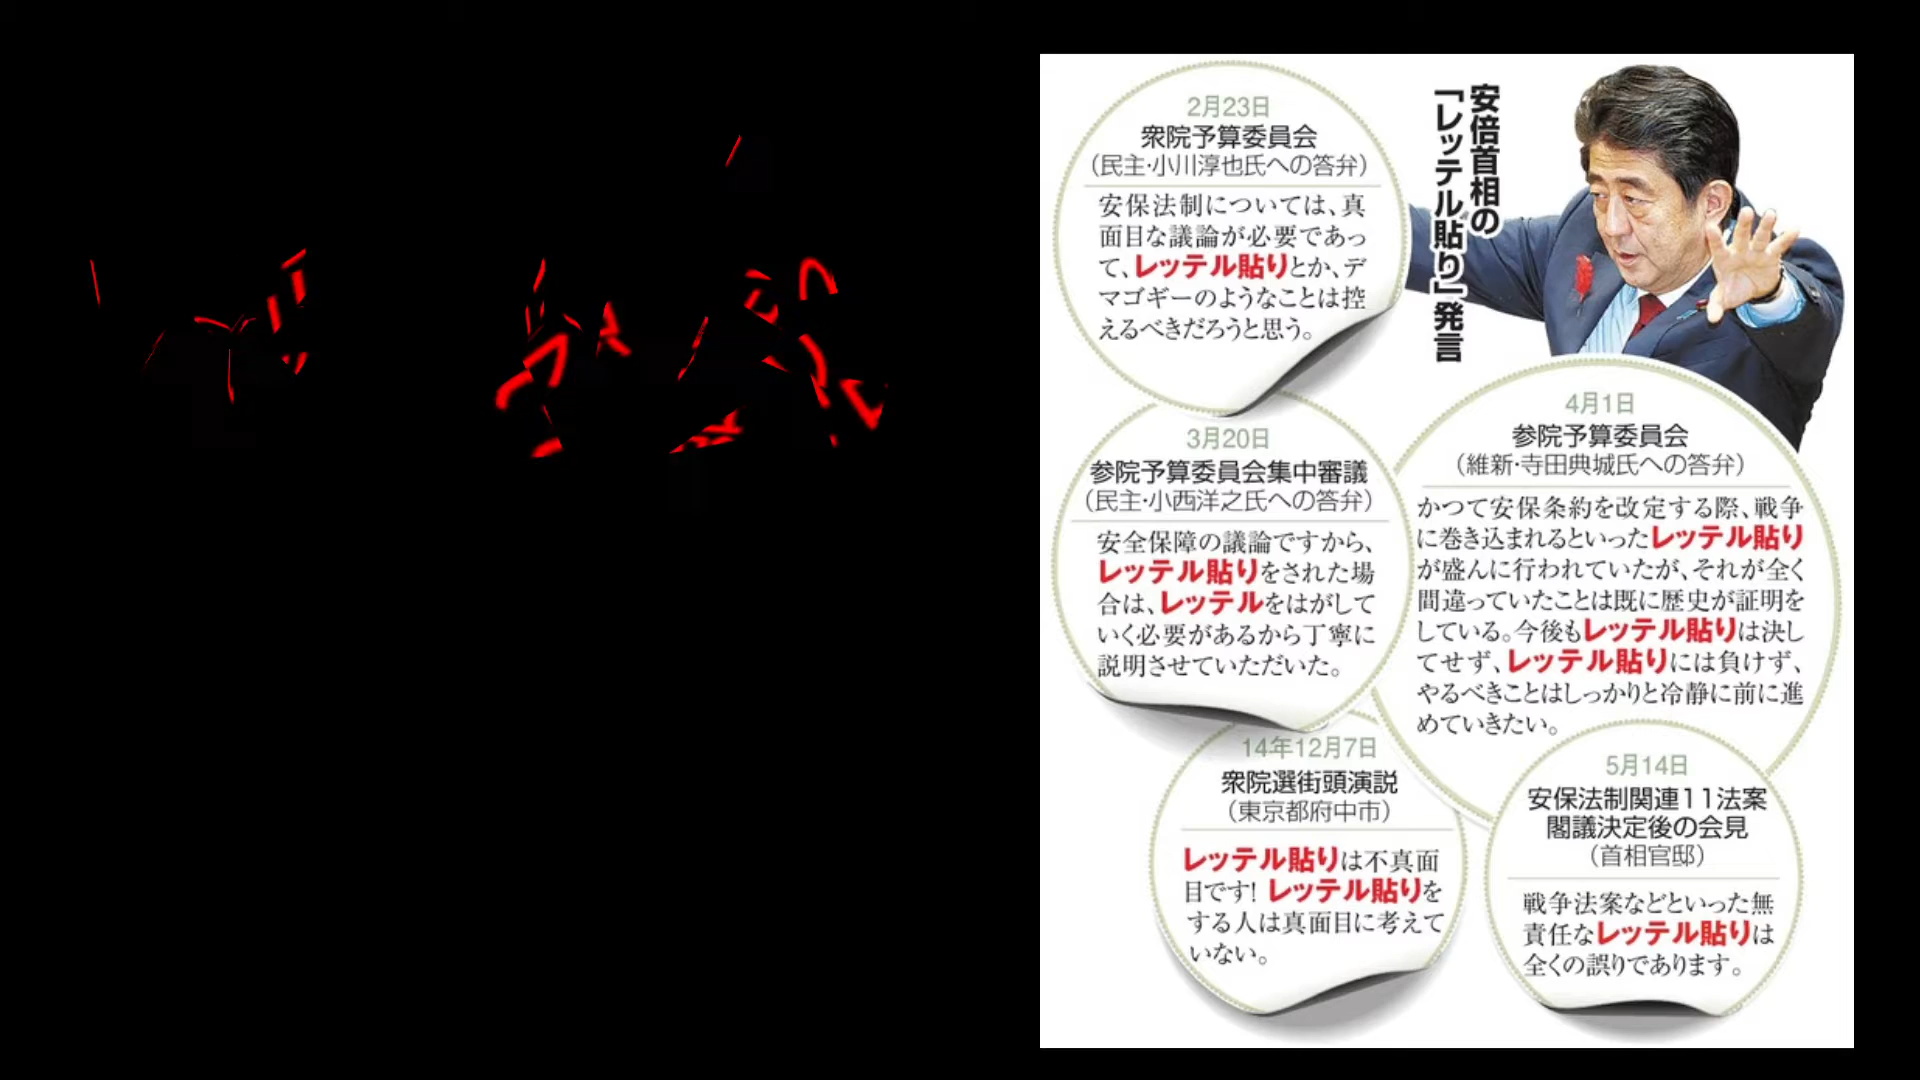 安倍首相の
「レッテル貼り」発言
2月23日
衆院予算委員会
（民主・小川淳也氏への答弁）
安保法制については、真
面目な議論が必要であっ
て、レッテル貼りとか、デ
マゴギーのようなことは控
えるべきだろうと思う。
3月20日
参院予算委員会集中審議
（民主・小西洋之氏への答弁）
安全保障の議論ですから、
レッテル貼りをされた場
合は、レッテルをはがして
いく必要があるから丁寧に
説明させていただいた。
4月1日
参院予算委員会
（維新・寺田典城氏への答弁）
かつて安保条約を改定する際、戦争
に巻き込まれるといったレッテル貼り
が盛んに行われていたが、それが全く
間違っていたことは既に歴史が証明を
している。今後もレッテル貼りは決し
てせず、レッテル貼りには負けず、
やるべきことはしっかりと冷静に前に進
めていきたい。
14年12月7日
衆院選街頭演説
（東京都府中市）
レッテル貼りは不真面
目です！レッテル貼りを
する人は真面目に考えて
いない。
5月14日
安保法制関連11法案
閣議決定後の会見
（首相官邸）
戦争法案などといった無
責任なレッテル貼りは
全くの誤りであります。